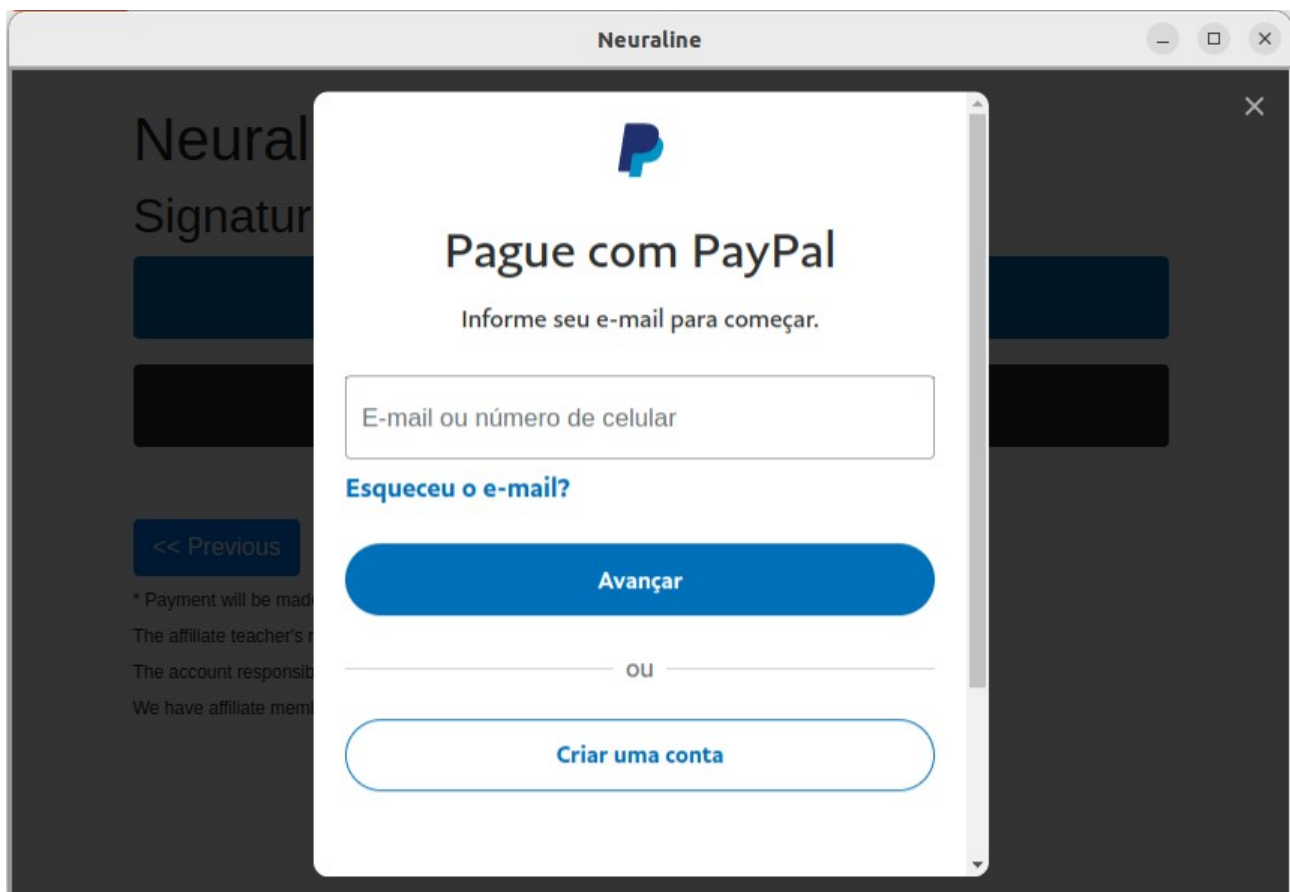 Neuraline
Neural
Signatur
Pague com PayPal
Informe seu e-mail para começar.
E-mail ou número de celular
Esqueceu o e-mail?
Avançar
ou
Criar uma conta
<< Previous
* Payment will be made
The affiliate teacher's
The account responsib
We have affiliate mem